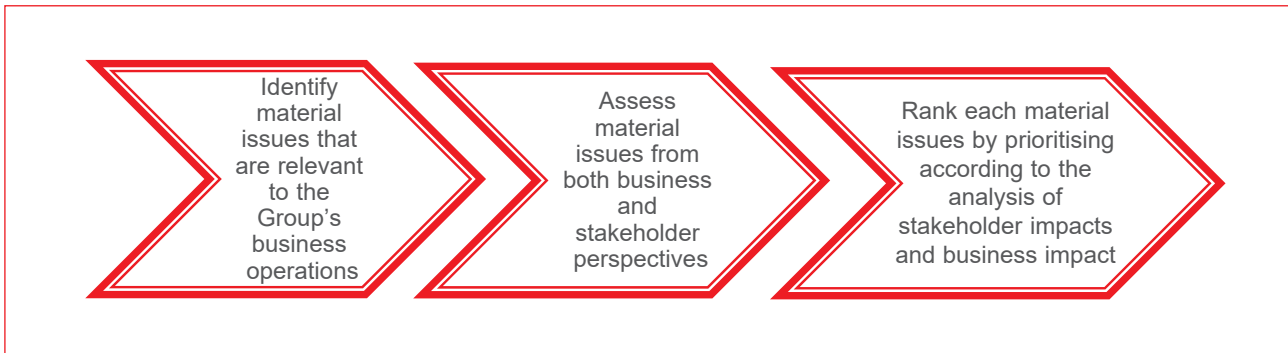 Identify
material
issues that
are relevant
to the
Group’s
business
operations
Assess
material
issues from
both business
and
stakeholder
perspectives
Rank each material
issues by prioritising
according to the
analysis of
stakeholder impacts
and business impact